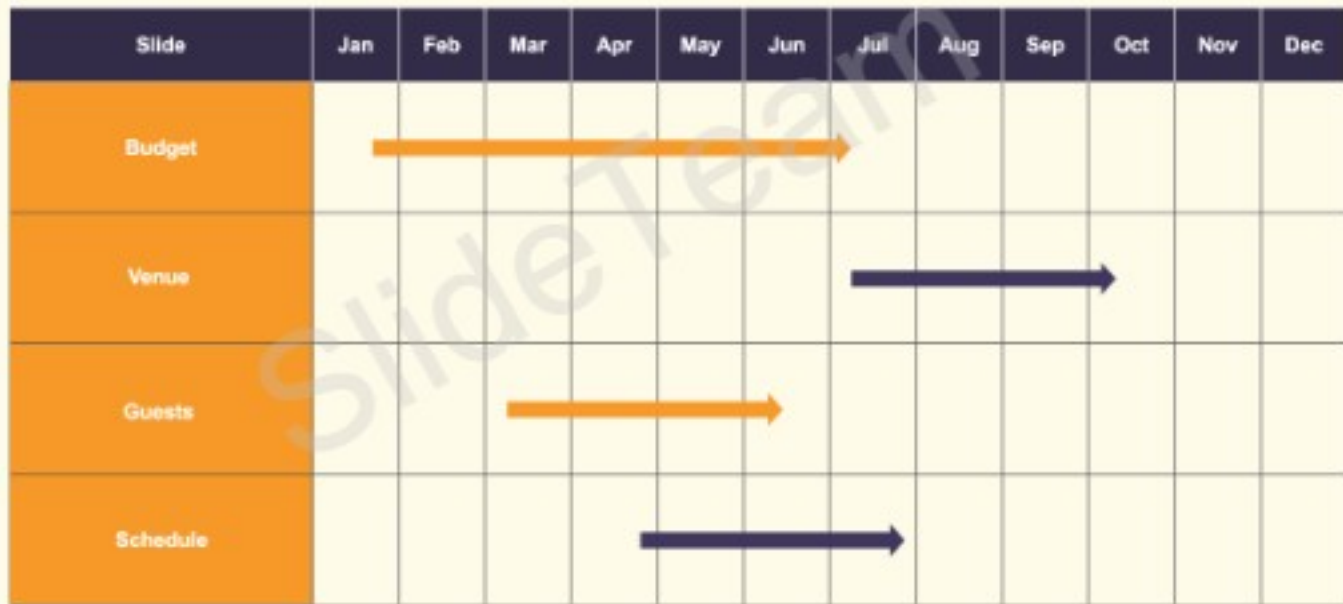 Slide Jan Feb Mar Apr May Jun Jul Aug Sep Oct Nov Dec
Budget
Venue
Guests
Schedule
SlideTeam